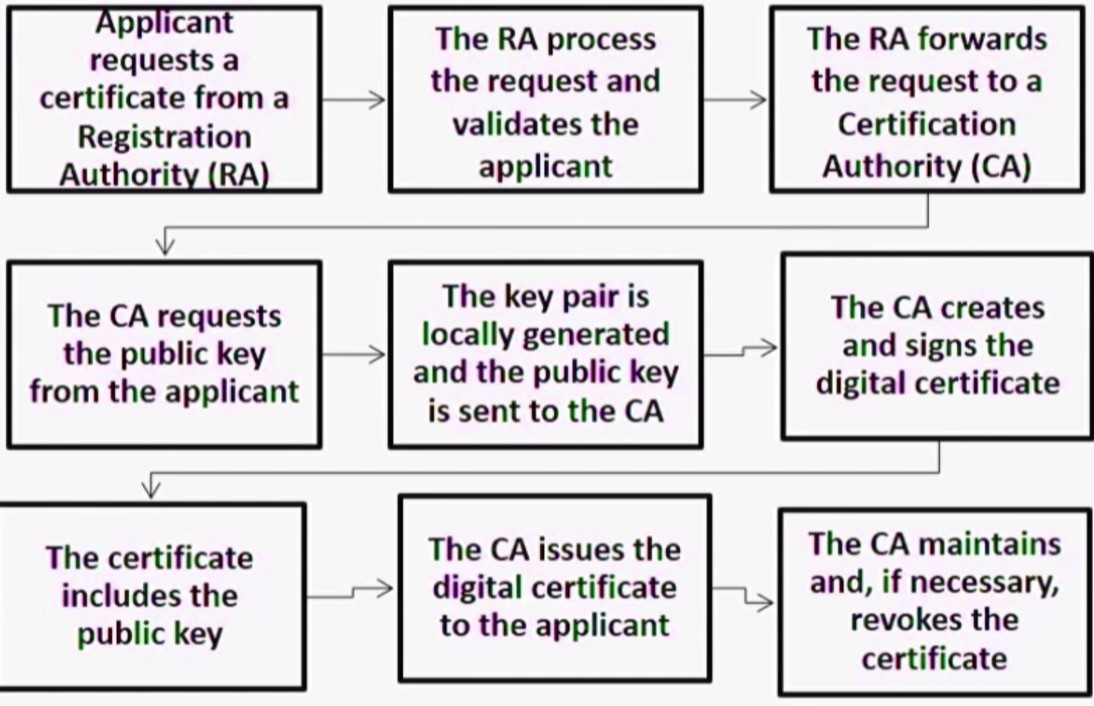 Applicant
requests a
certificate from a
Registration
Authority (RA)
The RA process
the request and
validates the
applicant
The RA forwards
the request to a
Certification
Authority (CA)
The CA requests
the public key
from the applicant
The key pair is
locally generated
and the public key
is sent to the CA
The CA creates
and signs the
digital certificate
The certificate
includes the
public key
The CA issues the
digital certificate
to the applicant
The CA maintains
and, if necessary,
revokes the
certificate